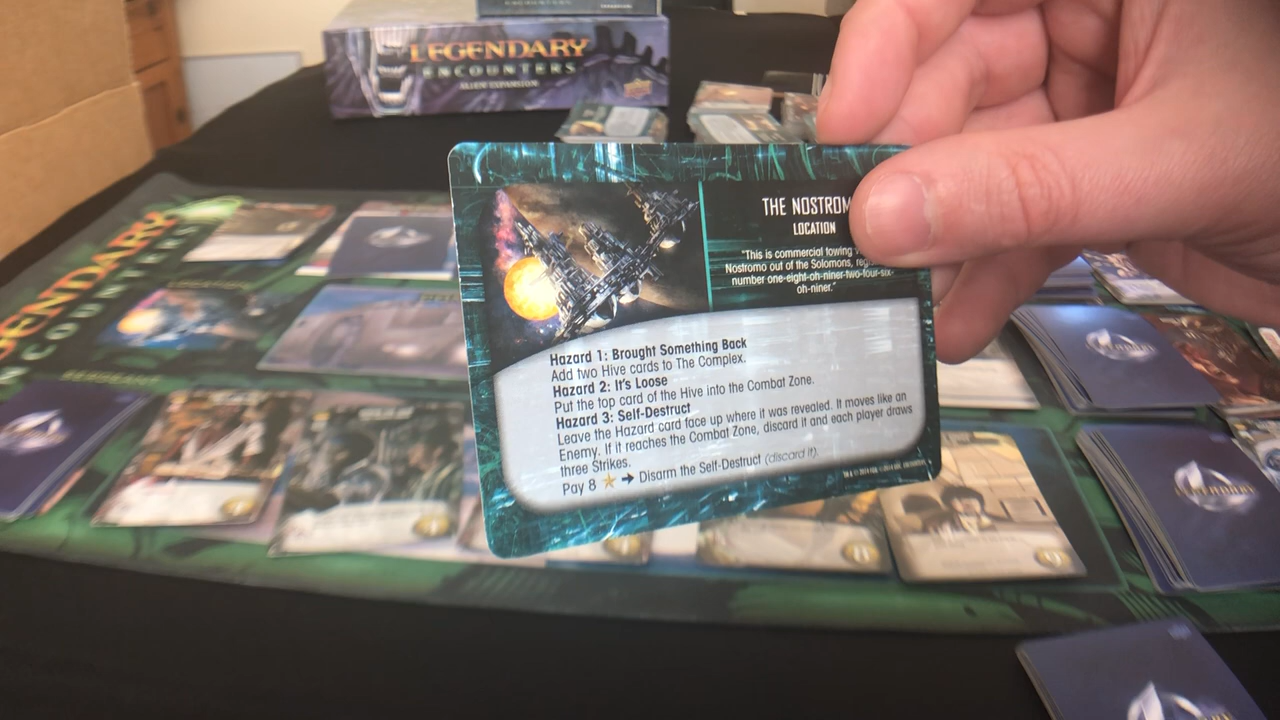 LEGENDARY
ENCOUNTERS
ALIEN EXPANSION
LEGENDARY
ENCOUNTERS
THE NOSTROM
LOCATION
"This is commercial towing
Nostromo out of the Solomons,
number one-eight-oh-niner-two-four-six-
oh-niner."
Hazard 1: Brought Something Back
Add two Hive cards to The Complex.
Hazard 2: It's Loose
Put the top card of the Hive into the Combat Zone.
Hazard 3: Self-Destruct
Leave the Hazard card face up where it was revealed. It moves like an
Enemy. If it reaches the Combat Zone, discard it and each player draws
three Strikes.
Pay 8 ★ ➔ Disarm the Self-Destruct (discard it).